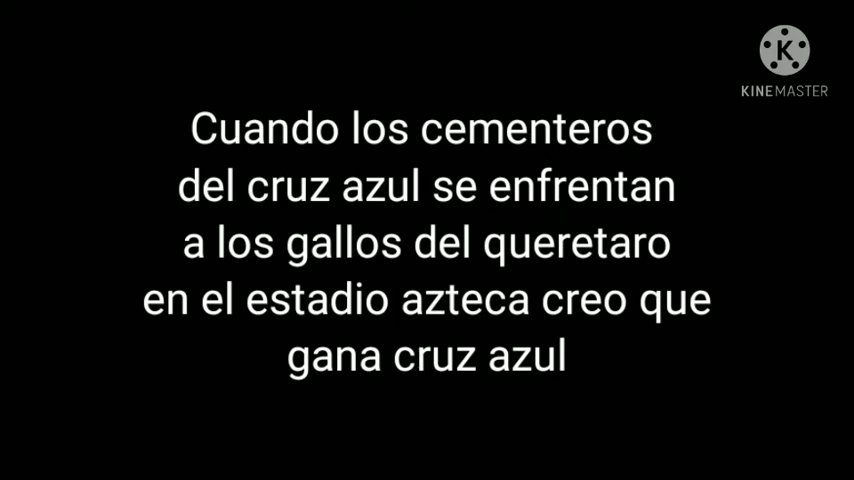 K
KINEMASTER
Cuando los cementeros
del cruz azul se enfrentan
a los gallos del queretaro
en el estadio azteca creo que
gana cruz azul